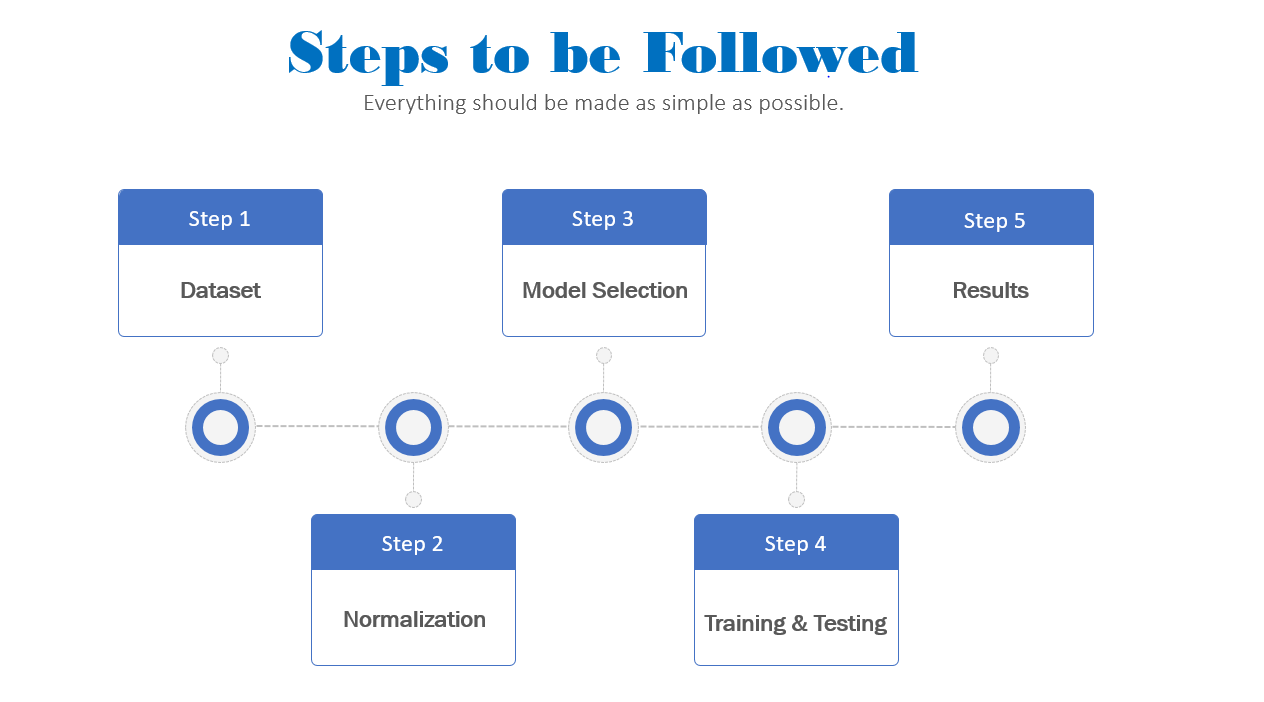 Steps to be Followed
Everything should be made as simple as possible.
Step 1
Dataset
Step 2
Normalization
Step 3
Model Selection
Step 4
Training & Testing
Step 5
Results